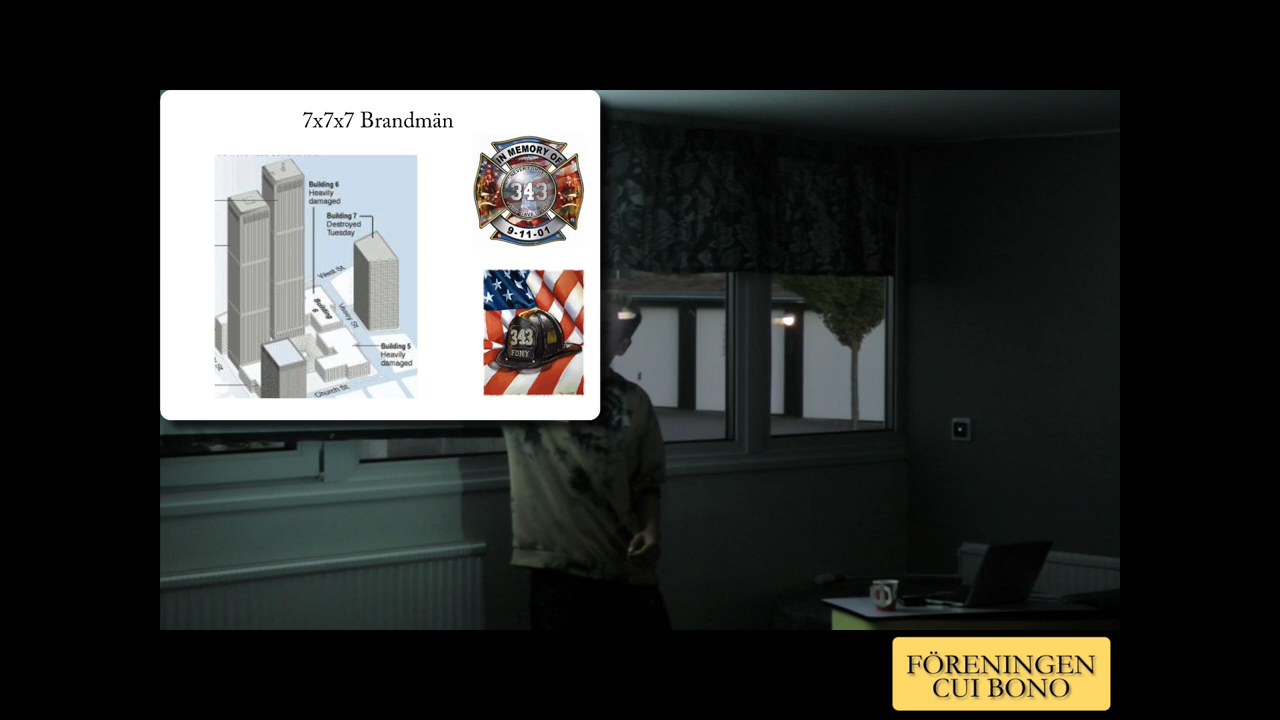 7x7x7 Brandmän
IN MEMORY OF
343
9-11-01
Building 6
Heavily
damaged
Building 7
Destroyed
Tuesday
West St.
Building
6
Vesey St
Building 5
Heavily
damaged
Church St.
343
FDNY
FÖRENINGEN
CUI BONO